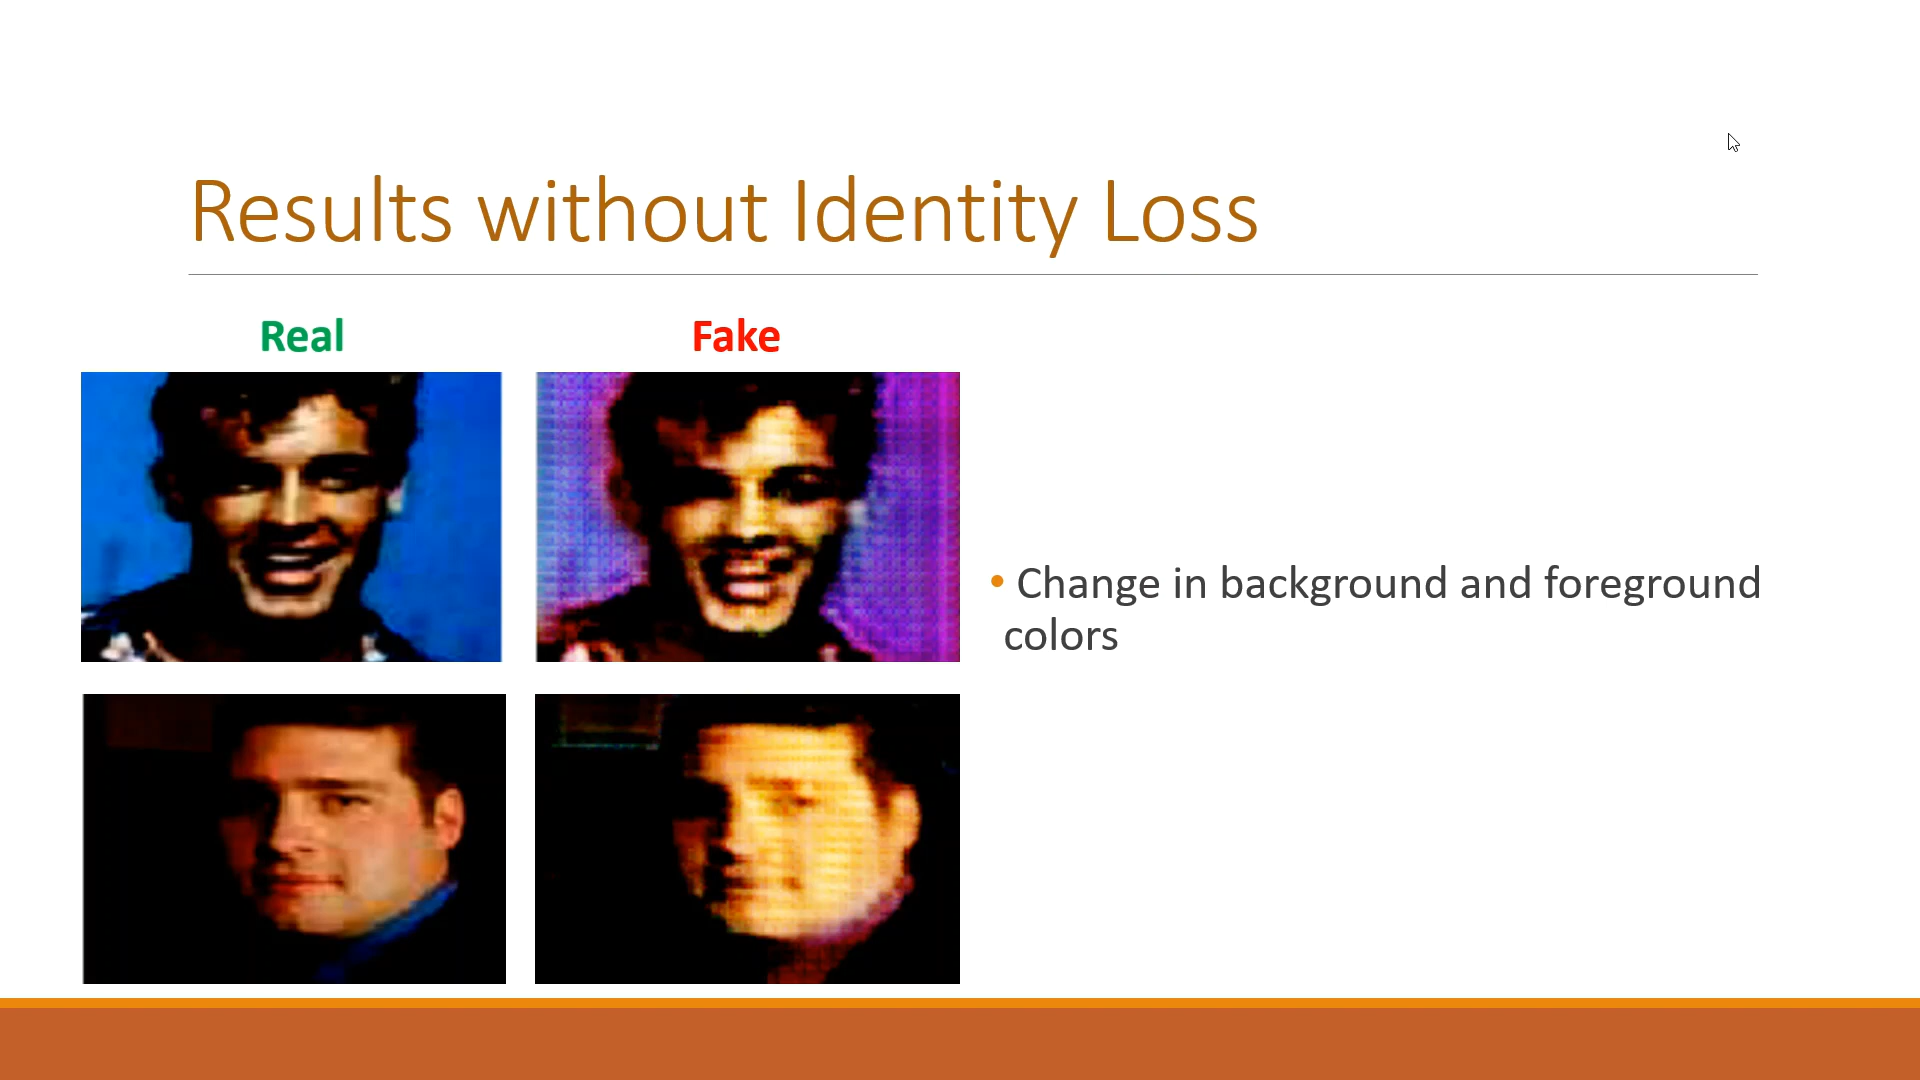 Results without Identity Loss
Real
Fake
• Change in background and foreground
colors